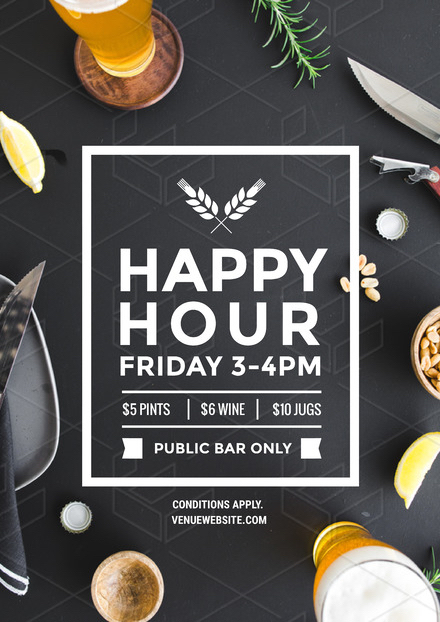 HAPPY
HOUR
FRIDAY 3-4PM
$5 PINTS | $6 WINE | $10 JUGS
PUBLIC BAR ONLY
CONDITIONS APPLY.
VENUEWEBSITE.COM